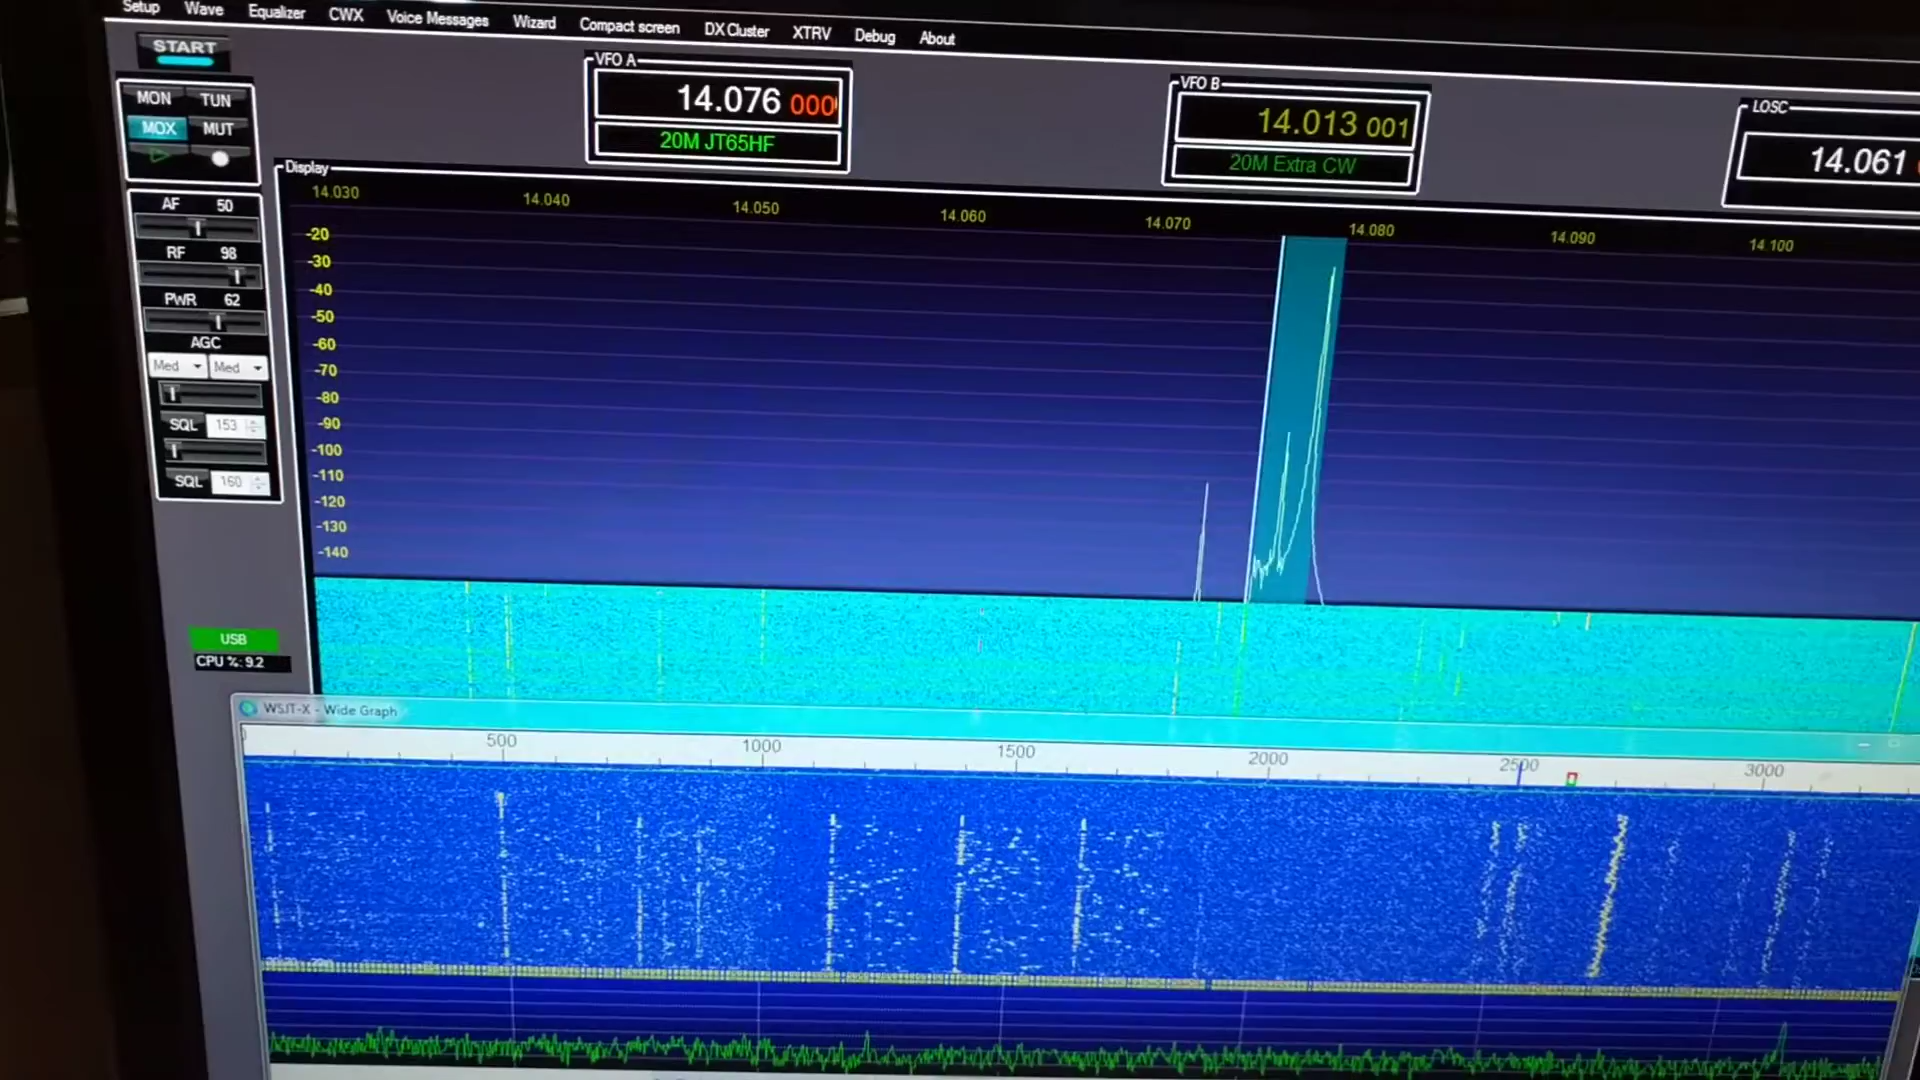 Setup Wave Equalizer CWX Voice Messages Wizard Compact screen DX Cluster XTRV Debug About
START
MON TUN
MOX MUT
VFO A
14.076 000
20M JT65HF
VFO B
14.013 001
20M Extra CW
LOSC
14.061
AF 50
RF 98
PWR 62
AGC
Med Med
SQL 153
SQL 160
USB
CPU %: 9.2
Display
14.030 14.040 14.050 14.060 14.070 14.080 14.090 14.100
-20
-30
-40
-50
-60
-70
-80
-90
-100
-110
-120
-130
-140
WSJT-X - Wide Graph
500 1000 1500 2000 2500 3000